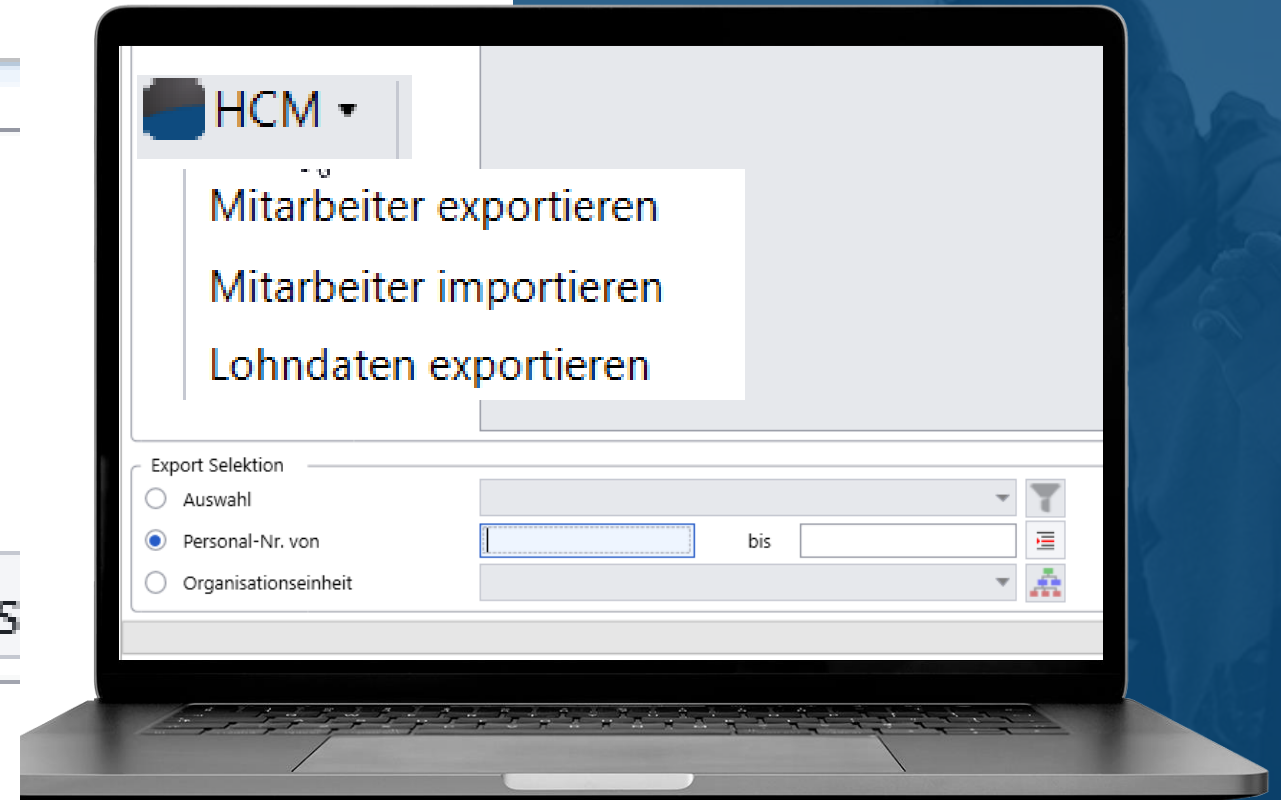 HCM
Mitarbeiter exportieren
Mitarbeiter importieren
Lohndaten exportieren
Export Selektion
Auswahl
Personal-Nr. von bis
Organisationseinheit